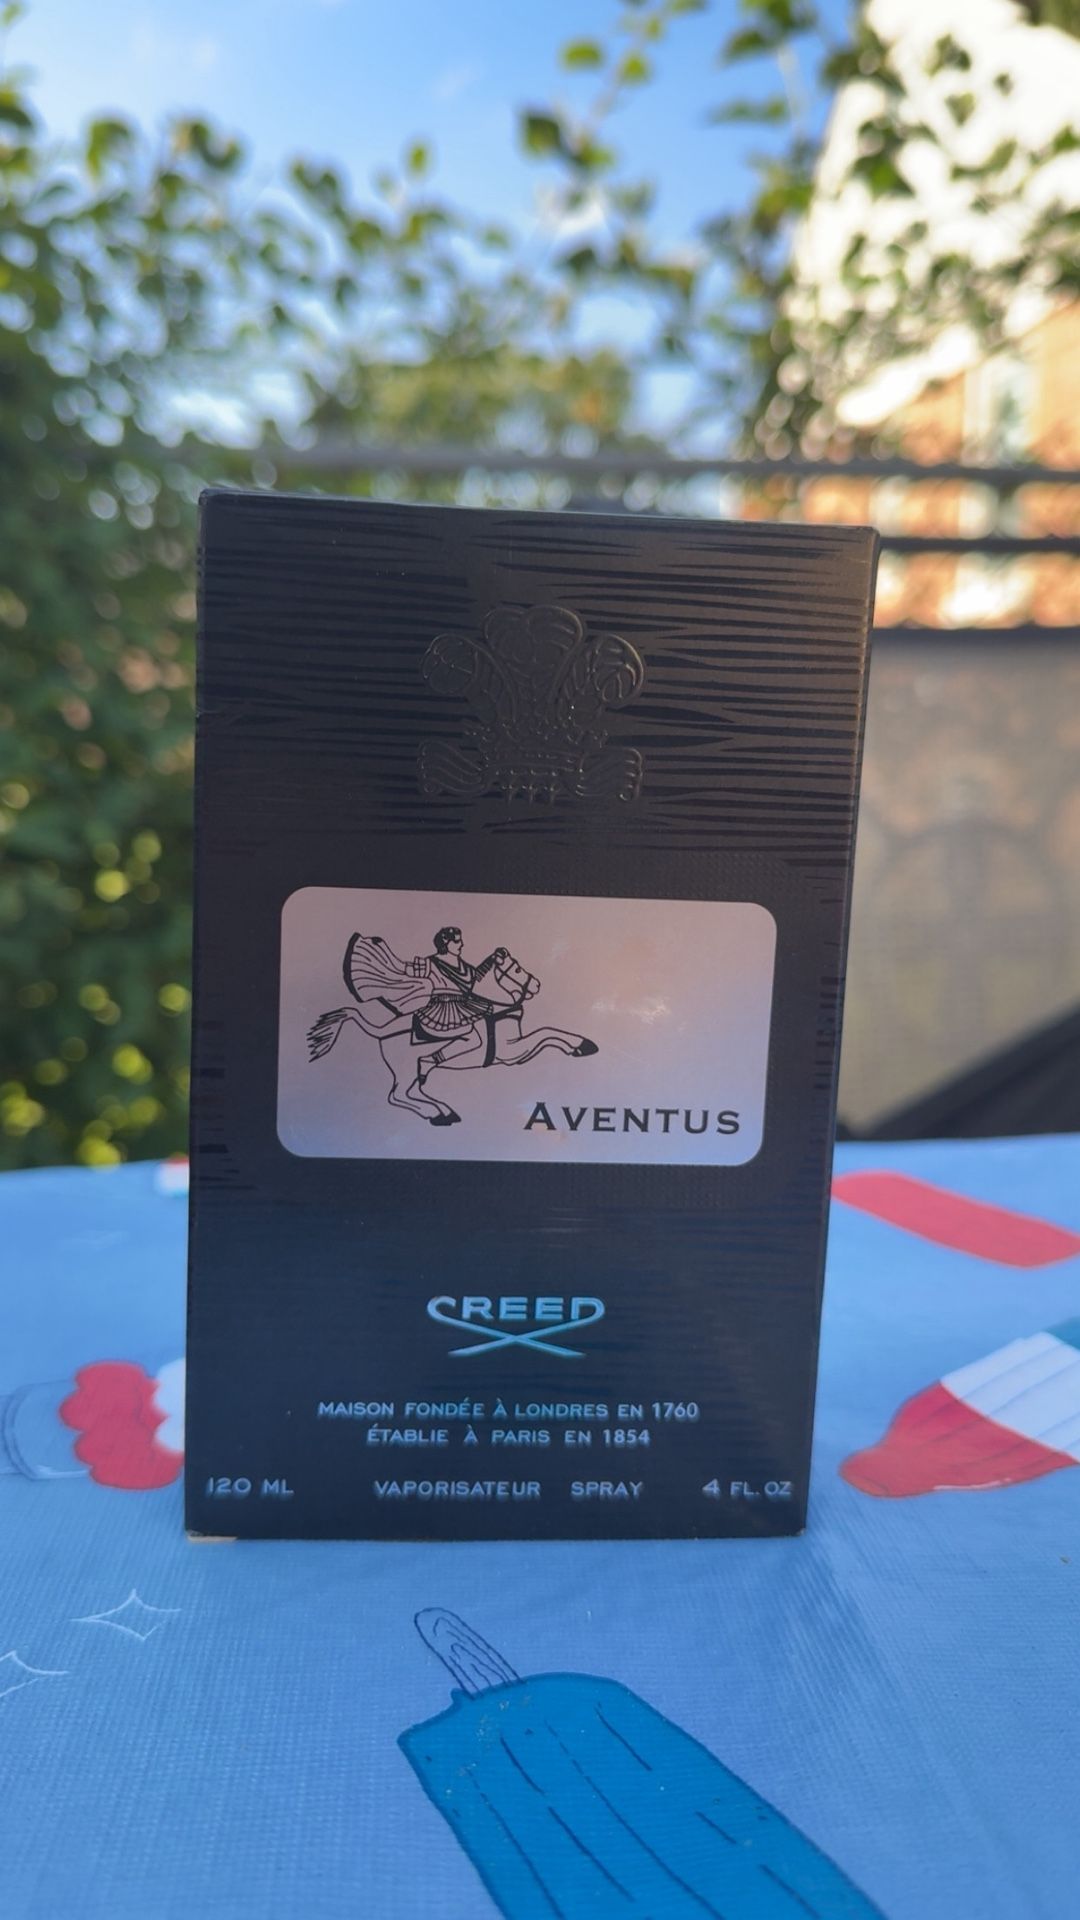 AVENTUS
CREED
MAISON FONDÉE À LONDRES EN 1760
ÉTABLIE À PARIS EN 1854
120 ML VAPORISATEUR SPRAY 4 FL. OZ